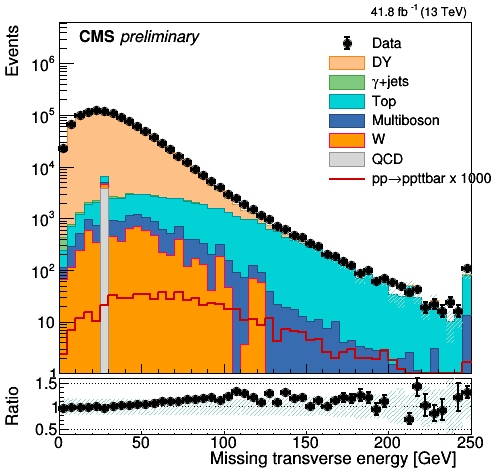 41.8 fb⁻¹ (13 TeV)
CMS preliminary
Events
10⁶
10⁵
10⁴
10³
10²
10
1
Data
DY
γ+jets
Top
Multiboson
W
QCD
pp→ppttbar x 1000
Ratio
1.5
1.0
0.5
0 50 100 150 200 250
Missing transverse energy [GeV]